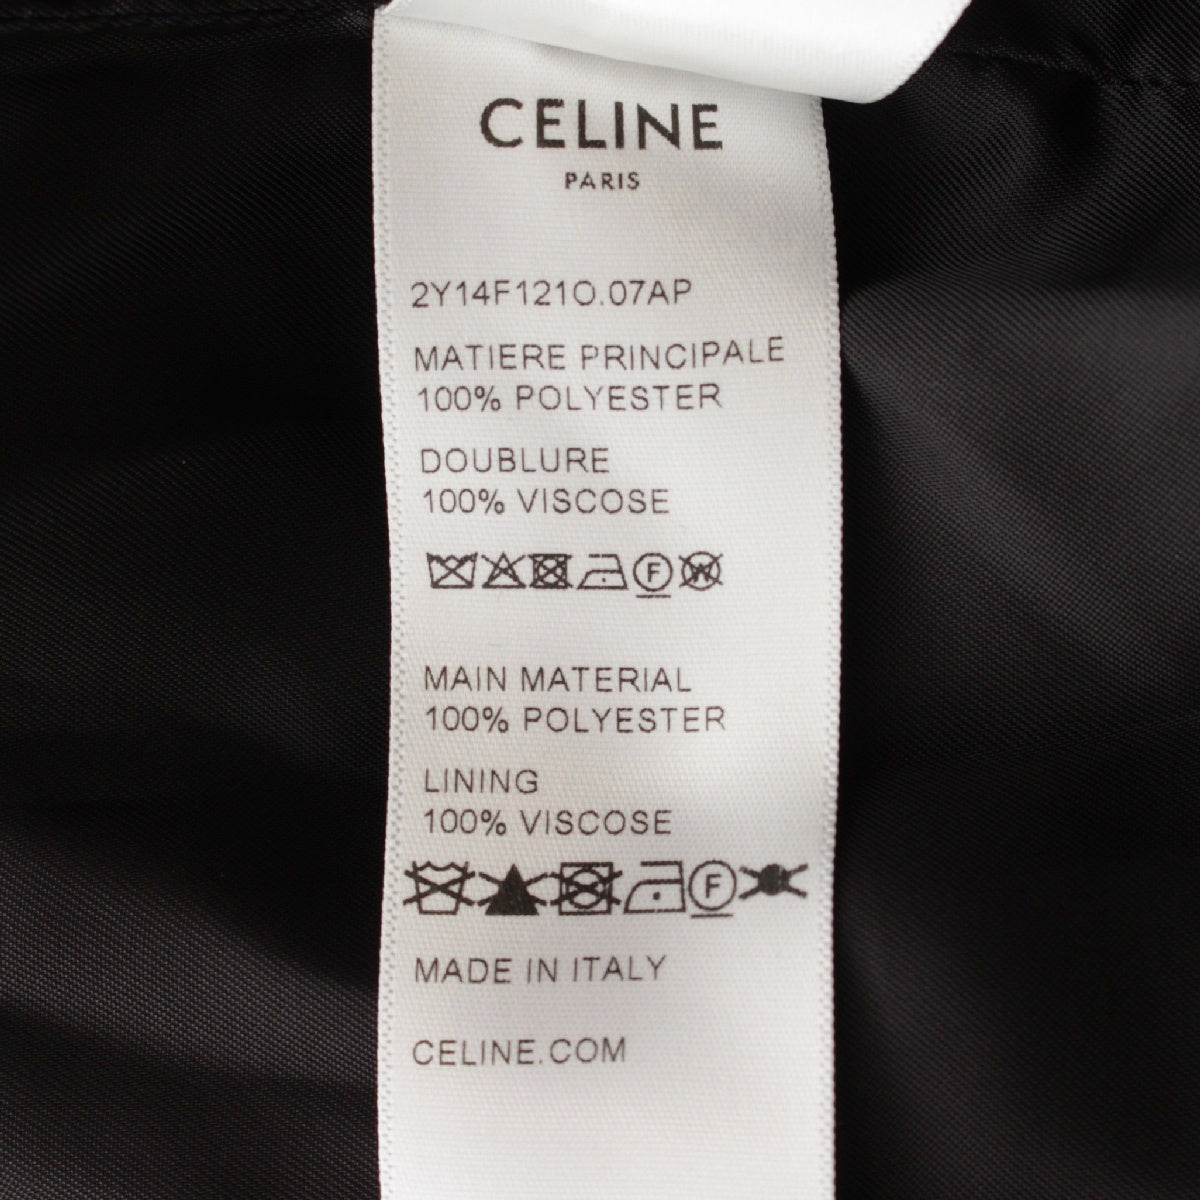 CELINE
PARIS
2Y14F121O.07AP
MATIERE PRINCIPALE
100% POLYESTER
DOUBLURE
100% VISCOSE
F W
MAIN MATERIAL
100% POLYESTER
LINING
100% VISCOSE
F
MADE IN ITALY
CELINE.COM